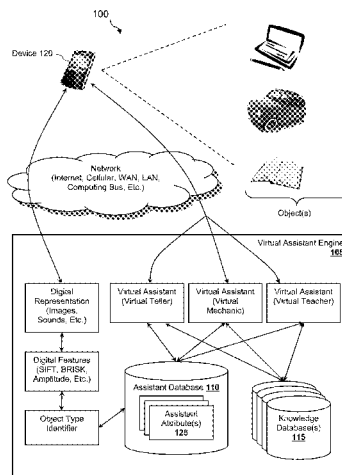 100
Device 120
Network
(Internet, Cellular, WAN, LAN,
Computing Bus, Etc.)
Object(s)
Virtual Assistant Engine
165
Digital
Representation
(Images,
Sounds, Etc.)
Virtual Assistant
(Virtual Teller)
Virtual Assistant
(Virtual
Mechanic)
Virtual Assistant
(Virtual Teacher)
Digital Features
(SIFT, BRISK,
Amplitude, Etc.)
Object Type
Identifier
Assistant Database 110
Assistant
Attribute(s)
125
Knowledge
Database(s)
115